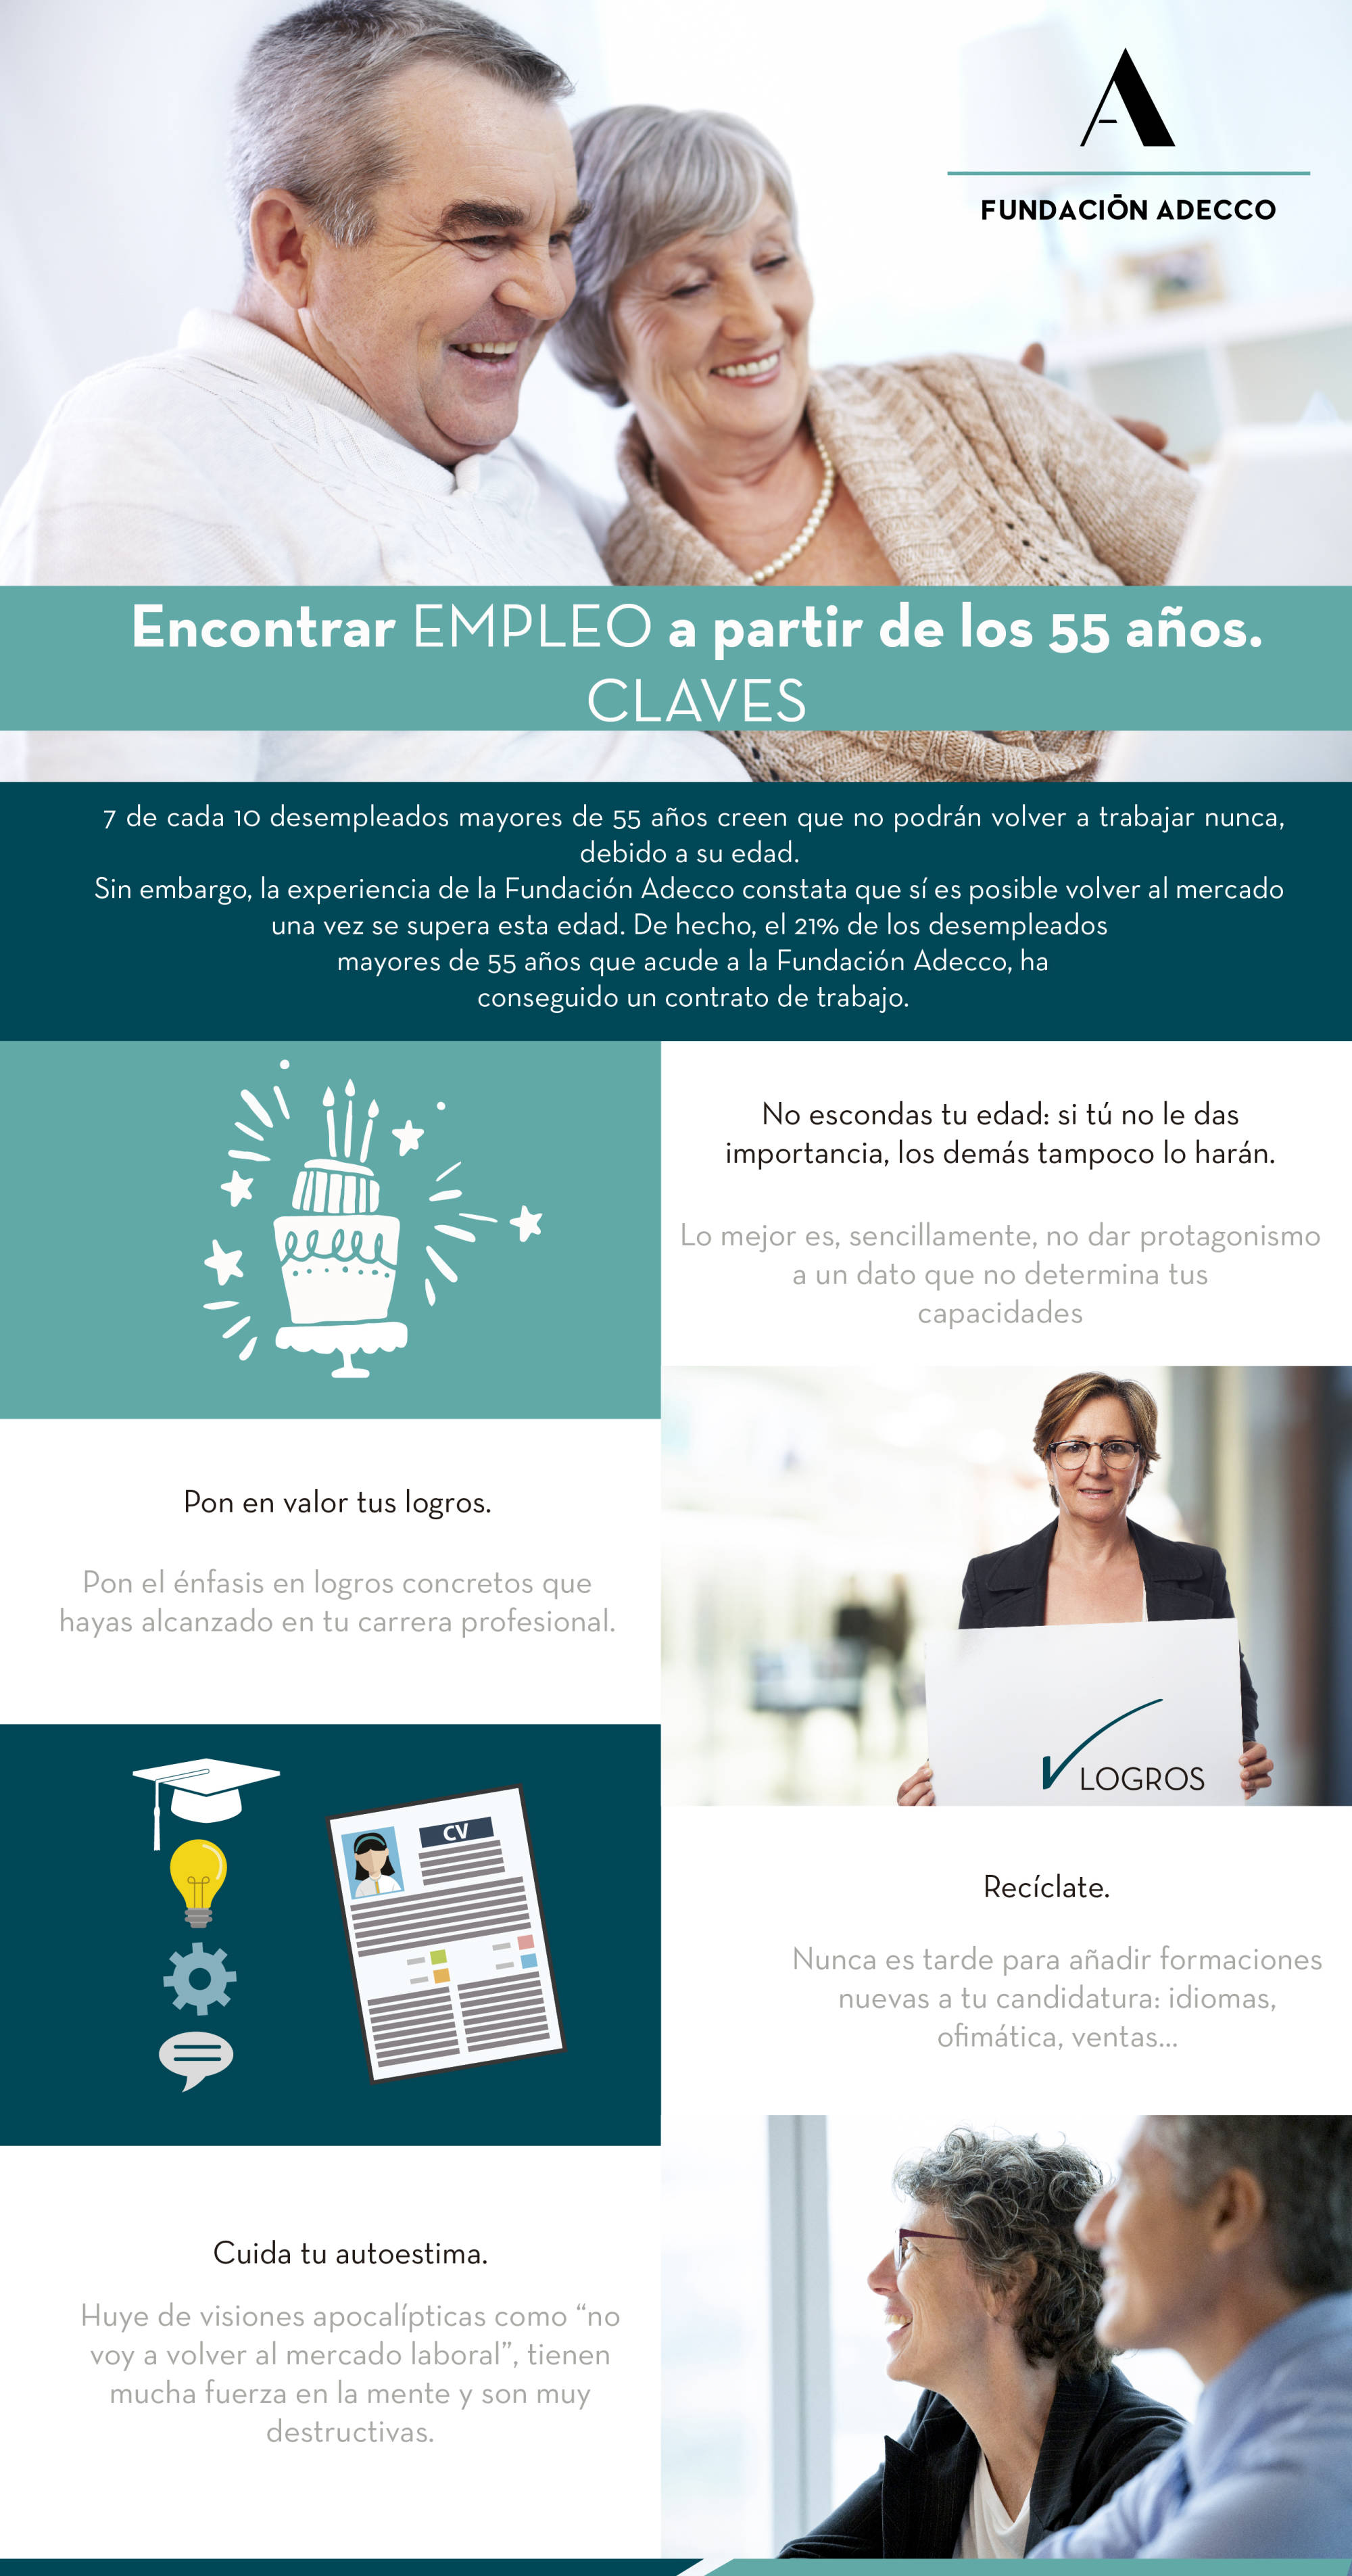 A
FUNDACIŌN ADECCO
Encontrar EMPLEO a partir de los 55 años.
CLAVES
7 de cada 10 desempleados mayores de 55 años creen que no podrán volver a trabajar nunca,
debido a su edad.
Sin embargo, la experiencia de la Fundación Adecco constata que sí es posible volver al mercado
una vez se supera esta edad. De hecho, el 21% de los desempleados
mayores de 55 años que acude a la Fundación Adecco, ha
conseguido un contrato de trabajo.
No escondas tu edad: si tú no le das
importancia, los demás tampoco lo harán.
Lo mejor es, sencillamente, no dar protagonismo
a un dato que no determina tus
capacidades
Pon en valor tus logros.
Pon el énfasis en logros concretos que
hayas alcanzado en tu carrera profesional.
LOGROS
CV
Recíclate.
Nunca es tarde para añadir formaciones
nuevas a tu candidatura: idiomas,
ofimática, ventas...
Cuida tu autoestima.
Huye de visiones apocalípticas como “no
voy a volver al mercado laboral”, tienen
mucha fuerza en la mente y son muy
destructivas.